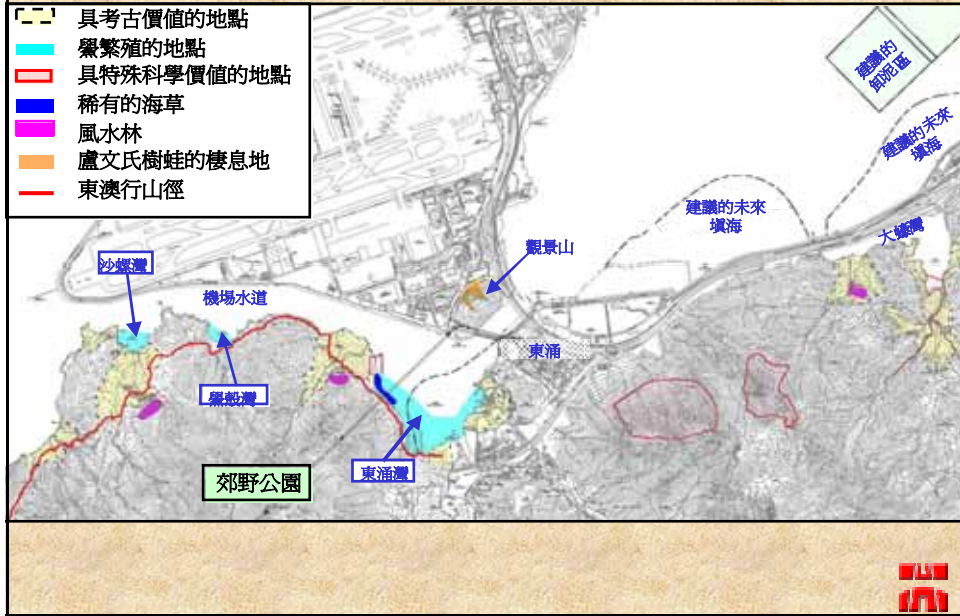 具考古價值的地點
鱟繁殖的地點
具特殊科學價值的地點
稀有的海草
風水林
盧文氏樹蛙的棲息地
東澳行山徑
建議的
卸泥區
建議的未來
填海
建議的未來
填海
大蠔灣
觀景山
沙螺灣
機場水道
東涌
鱟殼灣
東涌灣
郊野公園